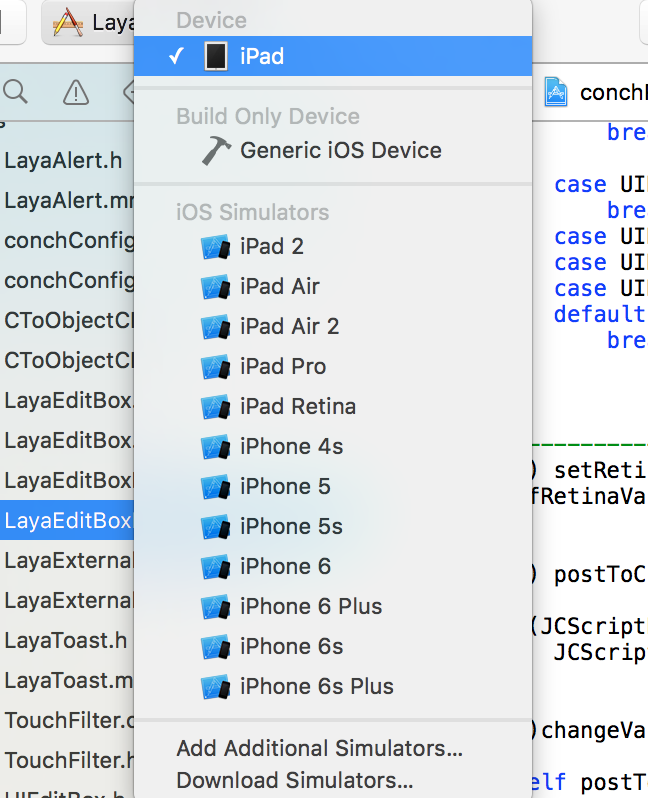 Device
iPad
Build Only Device
Generic iOS Device
iOS Simulators
iPad 2
iPad Air
iPad Air 2
iPad Pro
iPad Retina
iPhone 4s
iPhone 5
iPhone 5s
iPhone 6
iPhone 6 Plus
iPhone 6s
iPhone 6s Plus
Add Additional Simulators...
Download Simulators...
Laya
LayaAlert.h
LayaAlert.m
conchConfig
conchConfig
CToObjectC
CToObjectC
LayaEditBox.
LayaEditBox.
LayaEditBox
LayaEditBox
LayaExternal
LayaExternal
LayaToast.h
LayaToast.m
TouchFilter.
TouchFilter.h
UIEditBox.h
conch
bre
case UI
bre
case UI
case UI
case UI
default
bre
) setReti
fRetinaVa
) postToC
(JCScript
JCScrip
)changeVa
elf postT